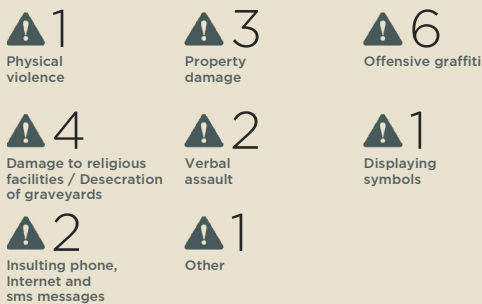 1
Physical
violence
3
Property
damage
6
Offensive graffiti
4
Damage to religious
facilities / Desecration
of graveyards
2
Verbal
assault
1
Displaying
symbols
2
Insulting phone,
Internet and
sms messages
1
Other